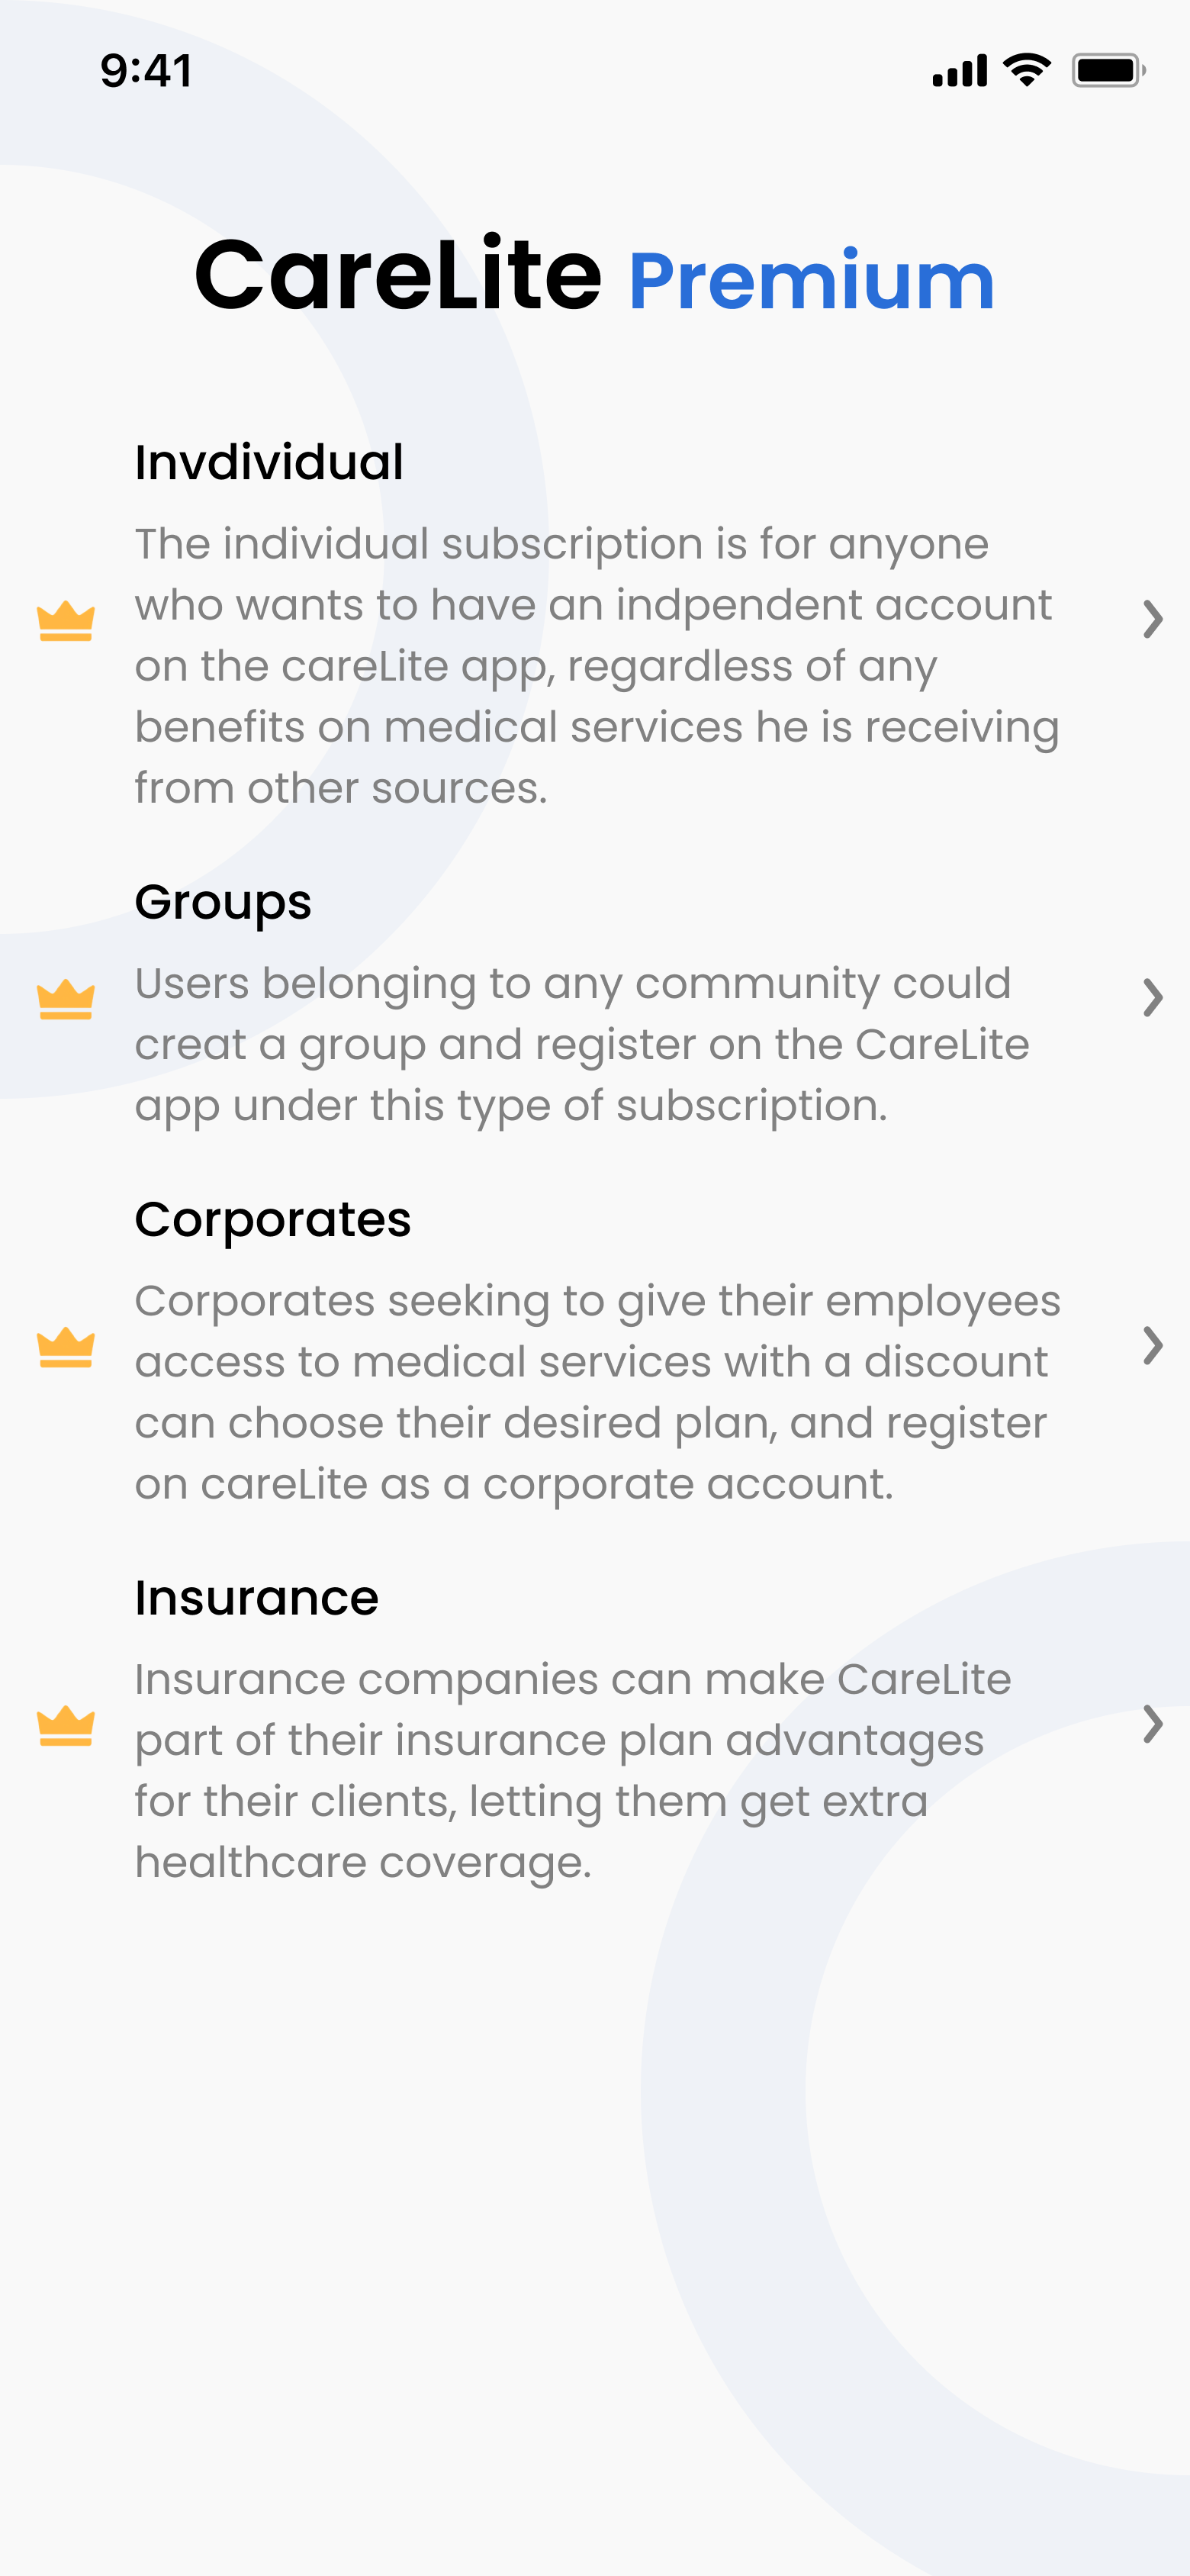 9:41
CareLite Premium
Invdividual
The individual subscription is for anyone
who wants to have an indpendent account
on the careLite app, regardless of any
benefits on medical services he is receiving
from other sources.
Groups
Users belonging to any community could
creat a group and register on the CareLite
app under this type of subscription.
Corporates
Corporates seeking to give their employees
access to medical services with a discount
can choose their desired plan, and register
on careLite as a corporate account.
Insurance
Insurance companies can make CareLite
part of their insurance plan advantages
for their clients, letting them get extra
healthcare coverage.